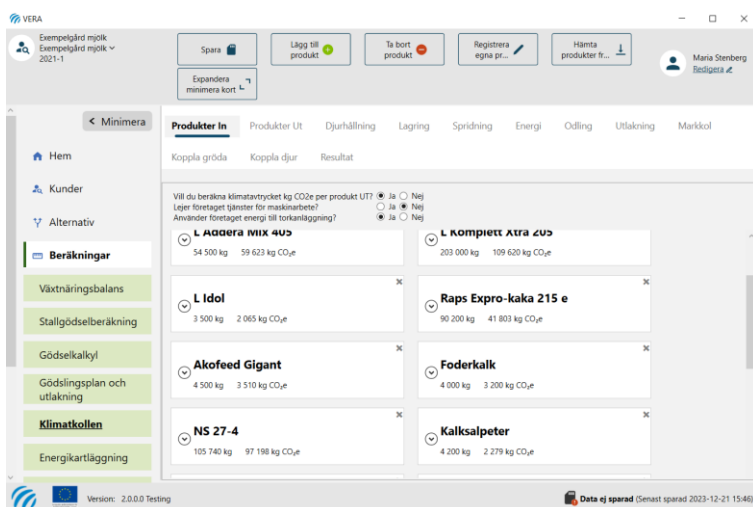 VERA
Exempelgård mjölk
Exempelgård mjölk
2021-1
Spara
Lägg till produkt
Ta bort produkt
Registrera egna pr...
Hämta produkter fr...
Expandera minimera kort
Maria Stenberg
Redigera
Minimera
Hem
Kunder
Alternativ
Beräkningar
Växtnäringsbalans
Stallgödselberäkning
Gödselkalkyl
Gödslingsplan och
utlakning
Klimatkollen
Energikartläggning
Produkter In Produkter Ut Djurhållning Lagring Spridning Energi Odling Utlakning Markkol
Koppla gröda Koppla djur Resultat
Vill du beräkna klimatavtrycket kg CO2e per produkt UT? Ja Nej
Lejer företaget tjänster för maskinarbete? Ja Nej
Använder företaget energi till torkanläggning? Ja Nej
L Addera Mix 405
54 500 kg 59 623 kg CO₂e
L Komplett Xtra 205
203 000 kg 109 620 kg CO₂e
L Idol
3 500 kg 2 065 kg CO₂e
Raps Expro-kaka 215 e
90 200 kg 41 803 kg CO₂e
Akofeed Gigant
4 500 kg 3 510 kg CO₂e
Foderkalk
4 000 kg 3 200 kg CO₂e
NS 27-4
105 740 kg 97 198 kg CO₂e
Kalksalpeter
4 200 kg 2 279 kg CO₂e
Version: 2.0.0.0 Testing
Data ej sparad (Senast sparad 2023-12-21 15:46)